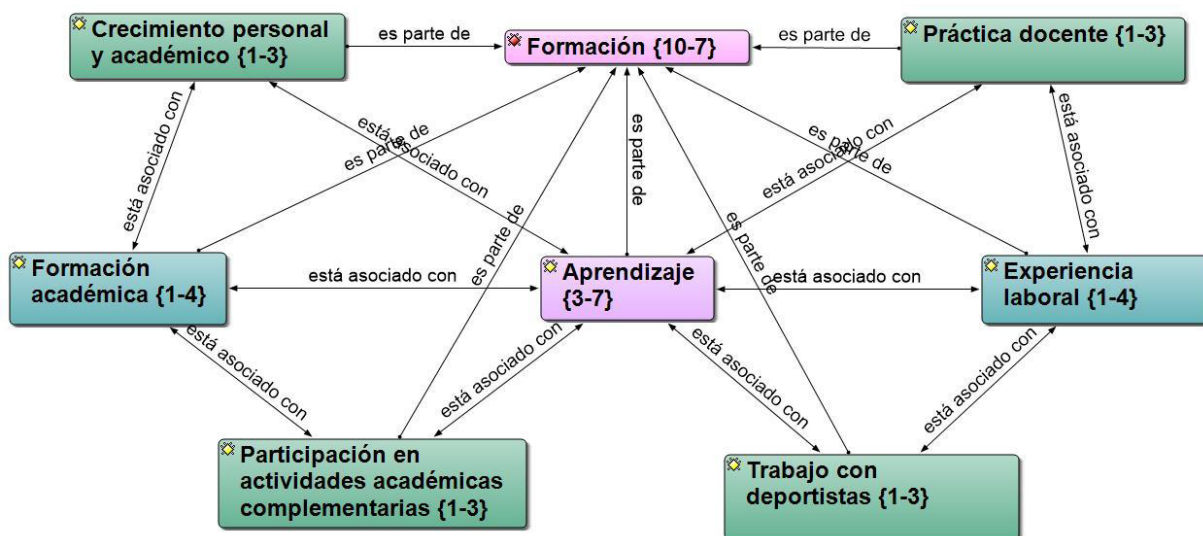 Crecimiento personal
y académico {1-3}
es parte de
Formación {10-7}
es parte de
Práctica docente {1-3}
está asociado con
es parte de
está asociado con
es parte de
está asociado con
es parte de
está asociado con
Formación
académica {1-4}
está asociado con
es parte de
Aprendizaje
{3-7}
es parte de
está asociado con
Experiencia
laboral {1-4}
está asociado con
está asociado con
está asociado con
está asociado con
Participación en
actividades académicas
complementarias {1-3}
Trabajo con
deportistas {1-3}